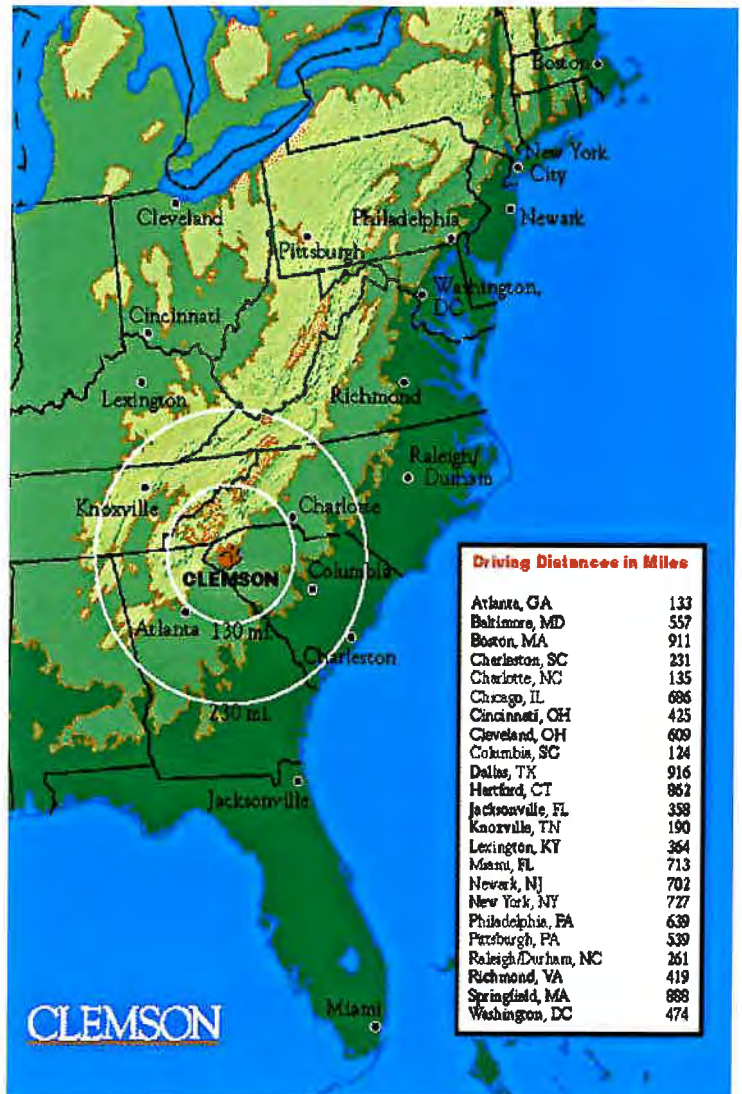 Boston
New York
City
Newark
Cleveland
Philadelphia
Pittsburgh
Washington,
DC
Cincinnati
Lexington
Richmond
Raleigh/
Durham
Knoxville
Charlotte
CLEMSON
Columbia
Atlanta
130 mi.
Charleston
230 mi.
Jacksonville
Miami
CLEMSON
Driving Distances in Miles
Atlanta, GA 133
Baltimore, MD 557
Boston, MA 911
Charleston, SC 231
Charlotte, NC 135
Chicago, IL 686
Cincinnati, OH 425
Cleveland, OH 609
Columbia, SC 124
Dallas, TX 916
Hartford, CT 862
Jacksonville, FL 358
Knoxville, TN 190
Lexington, KY 364
Miami, FL 713
Newark, NJ 702
New York, NY 727
Philadelphia, PA 639
Pittsburgh, PA 539
Raleigh/Durham, NC 261
Richmond, VA 419
Springfield, MA 888
Washington, DC 474